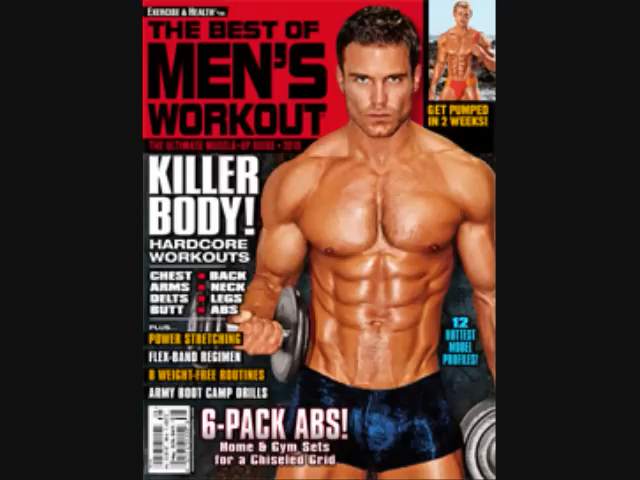 EXERCISE & HEALTH
THE BEST OF
MEN'S
WORKOUT
THE ULTIMATE MUSCLE-UP GUIDE • 2010
GET PUMPED
IN 2 WEEKS!
KILLER
BODY!
HARDCORE
WORKOUTS
CHEST ▪ BACK
ARMS ▪ NECK
DELTS ▪ LEGS
BUTT ▪ ABS
PLUS...
POWER STRETCHING
FLEX-BAND REGIMEN
8 WEIGHT-FREE ROUTINES
ARMY BOOT CAMP DRILLS
12
HOTTEST
MODEL
PROFILES!
6-PACK ABS!
Home & Gym Sets
for a Chiseled Grid